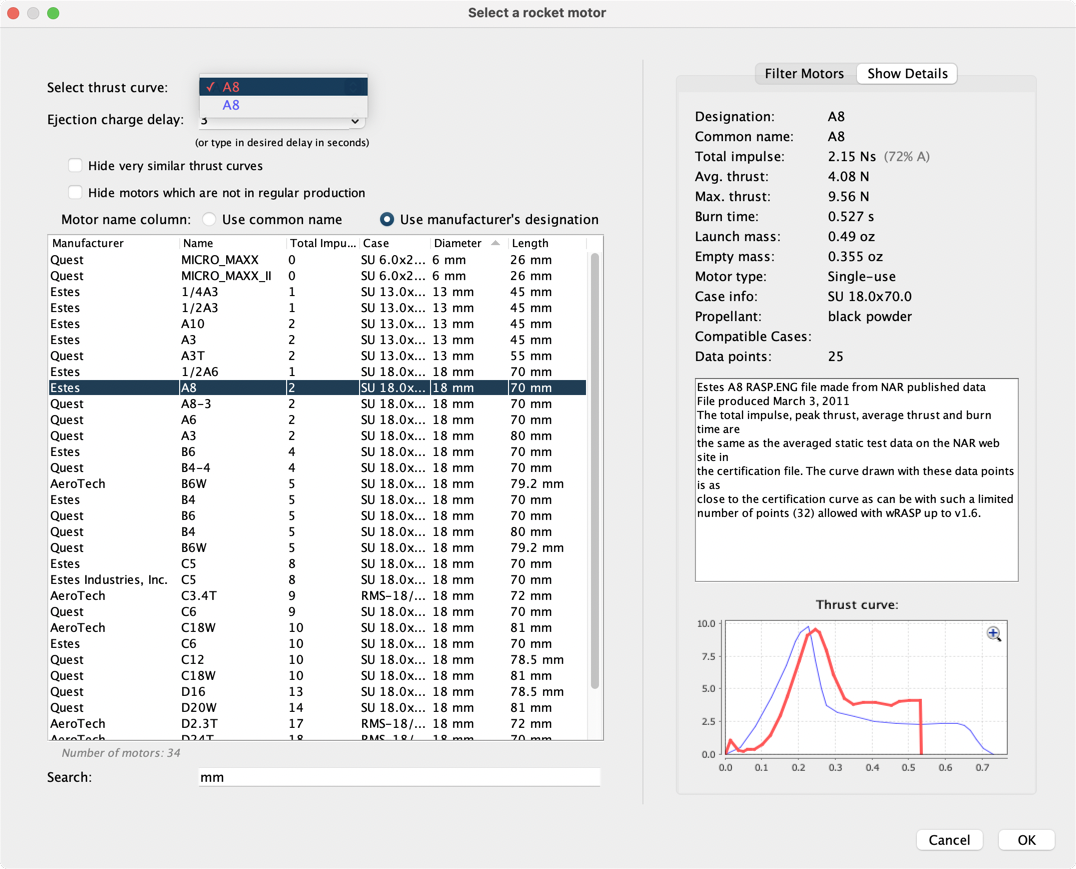 Select a rocket motor
Select thrust curve:
✓ A8
A8
Ejection charge delay:
3
(or type in desired delay in seconds)
Hide very similar thrust curves
Hide motors which are not in regular production
Motor name column: Use common name Use manufacturer's designation
Manufacturer Name Total Impu... Case Diameter Length
Quest MICRO_MAXX 0 SU 6.0x2... 6 mm 26 mm
Quest MICRO_MAXX_II 0 SU 6.0x2... 6 mm 26 mm
Estes 1/4A3 1 SU 13.0x... 13 mm 45 mm
Estes 1/2A3 1 SU 13.0x... 13 mm 45 mm
Estes A10 2 SU 13.0x... 13 mm 45 mm
Estes A3 2 SU 13.0x... 13 mm 45 mm
Quest A3T 2 SU 13.0x... 13 mm 55 mm
Estes 1/2A6 1 SU 18.0x... 18 mm 70 mm
Estes A8 2 SU 18.0x... 18 mm 70 mm
Quest A8-3 2 SU 18.0x... 18 mm 70 mm
Quest A6 2 SU 18.0x... 18 mm 70 mm
Quest A3 2 SU 18.0x... 18 mm 80 mm
Estes B6 4 SU 18.0x... 18 mm 70 mm
Quest B4-4 4 SU 18.0x... 18 mm 70 mm
AeroTech B6W 5 SU 18.0x... 18 mm 79.2 mm
Estes B4 5 SU 18.0x... 18 mm 70 mm
Quest B6 5 SU 18.0x... 18 mm 70 mm
Quest B4 5 SU 18.0x... 18 mm 80 mm
Quest B6W 5 SU 18.0x... 18 mm 79.2 mm
Estes C5 8 SU 18.0x... 18 mm 70 mm
Estes Industries, Inc. C5 8 SU 18.0x... 18 mm 70 mm
AeroTech C3.4T 9 RMS-18/... 18 mm 72 mm
Quest C6 9 SU 18.0x... 18 mm 70 mm
AeroTech C18W 10 SU 18.0x... 18 mm 81 mm
Estes C6 10 SU 18.0x... 18 mm 70 mm
Quest C12 10 SU 18.0x... 18 mm 78.5 mm
Quest C18W 10 SU 18.0x... 18 mm 81 mm
Quest D16 13 SU 18.0x... 18 mm 78.5 mm
Quest D20W 14 SU 18.0x... 18 mm 81 mm
AeroTech D2.3T 17 RMS-18/... 18 mm 72 mm
AeroTech D24T 18 RMS-18/... 18 mm 70 mm
Number of motors: 34
Search: mm
Filter Motors Show Details
Designation: A8
Common name: A8
Total impulse: 2.15 Ns (72% A)
Avg. thrust: 4.08 N
Max. thrust: 9.56 N
Burn time: 0.527 s
Launch mass: 0.49 oz
Empty mass: 0.355 oz
Motor type: Single-use
Case info: SU 18.0x70.0
Propellant: black powder
Compatible Cases:
Data points: 25
Estes A8 RASP.ENG file made from NAR published data
File produced March 3, 2011
The total impulse, peak thrust, average thrust and burn
time are
the same as the averaged static test data on the NAR web
site in
the certification file. The curve drawn with these data points
is as
close to the certification curve as can be with such a limited
number of points (32) allowed with wRASP up to v1.6.
Thrust curve:
10.0
7.5
5.0
2.5
0.0
0.0 0.1 0.2 0.3 0.4 0.5 0.6 0.7
Cancel OK